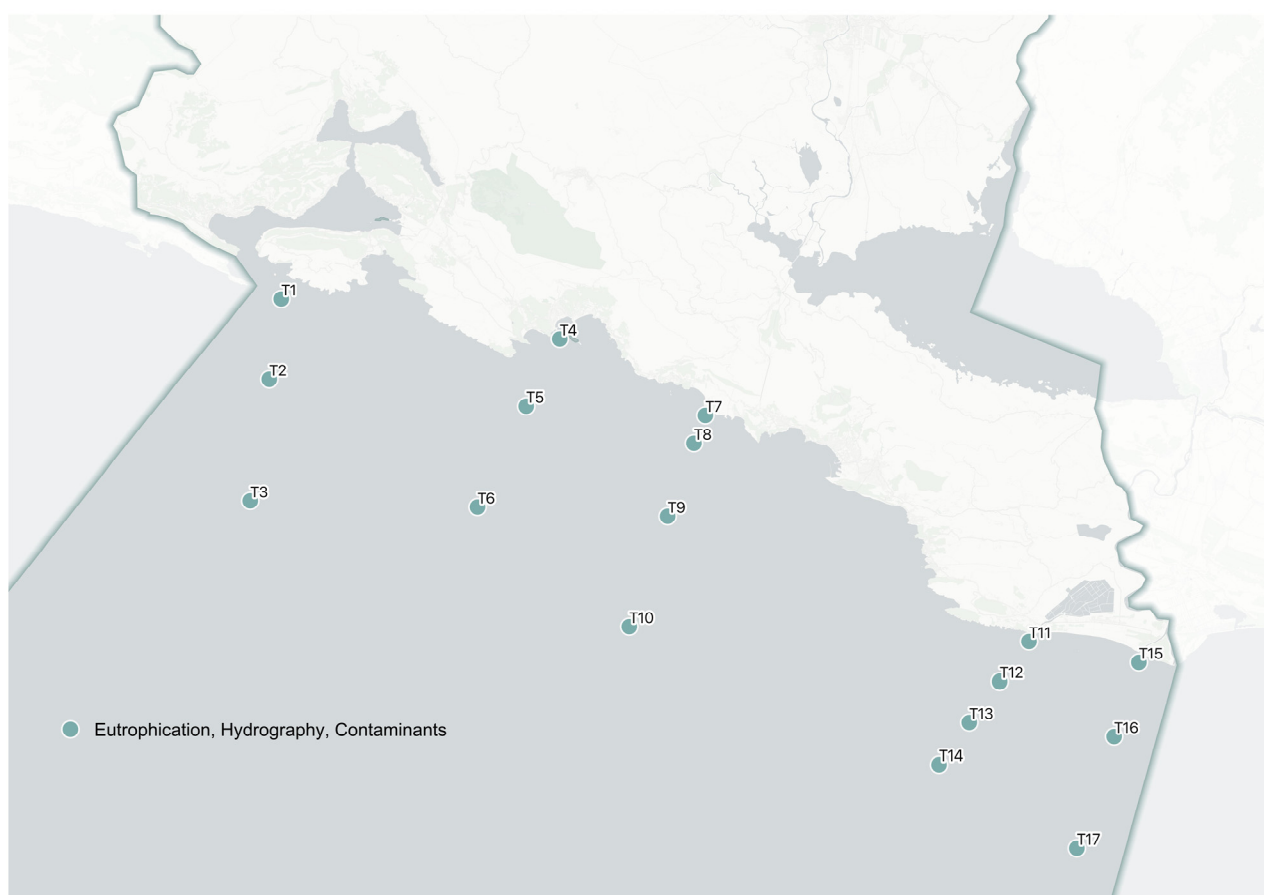 T1
T4
T2
T5
T7
T8
T3
T6
T9
T10
T11
T15
T12
T13
T16
Eutrophication, Hydrography, Contaminants
T14
T17